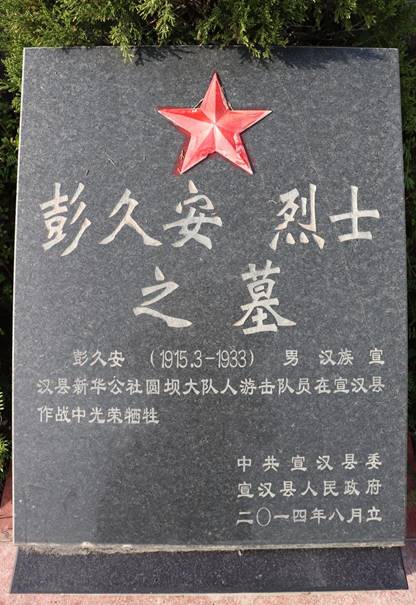 彭久安 烈士
之墓
彭久安 (1915.3-1933) 男 汉族 宣
汉县新华公社圆坝大队人游击队员在宣汉县
作战中光荣牺牲
中共宣汉县委
宣汉县人民政府
二〇一四年八月立